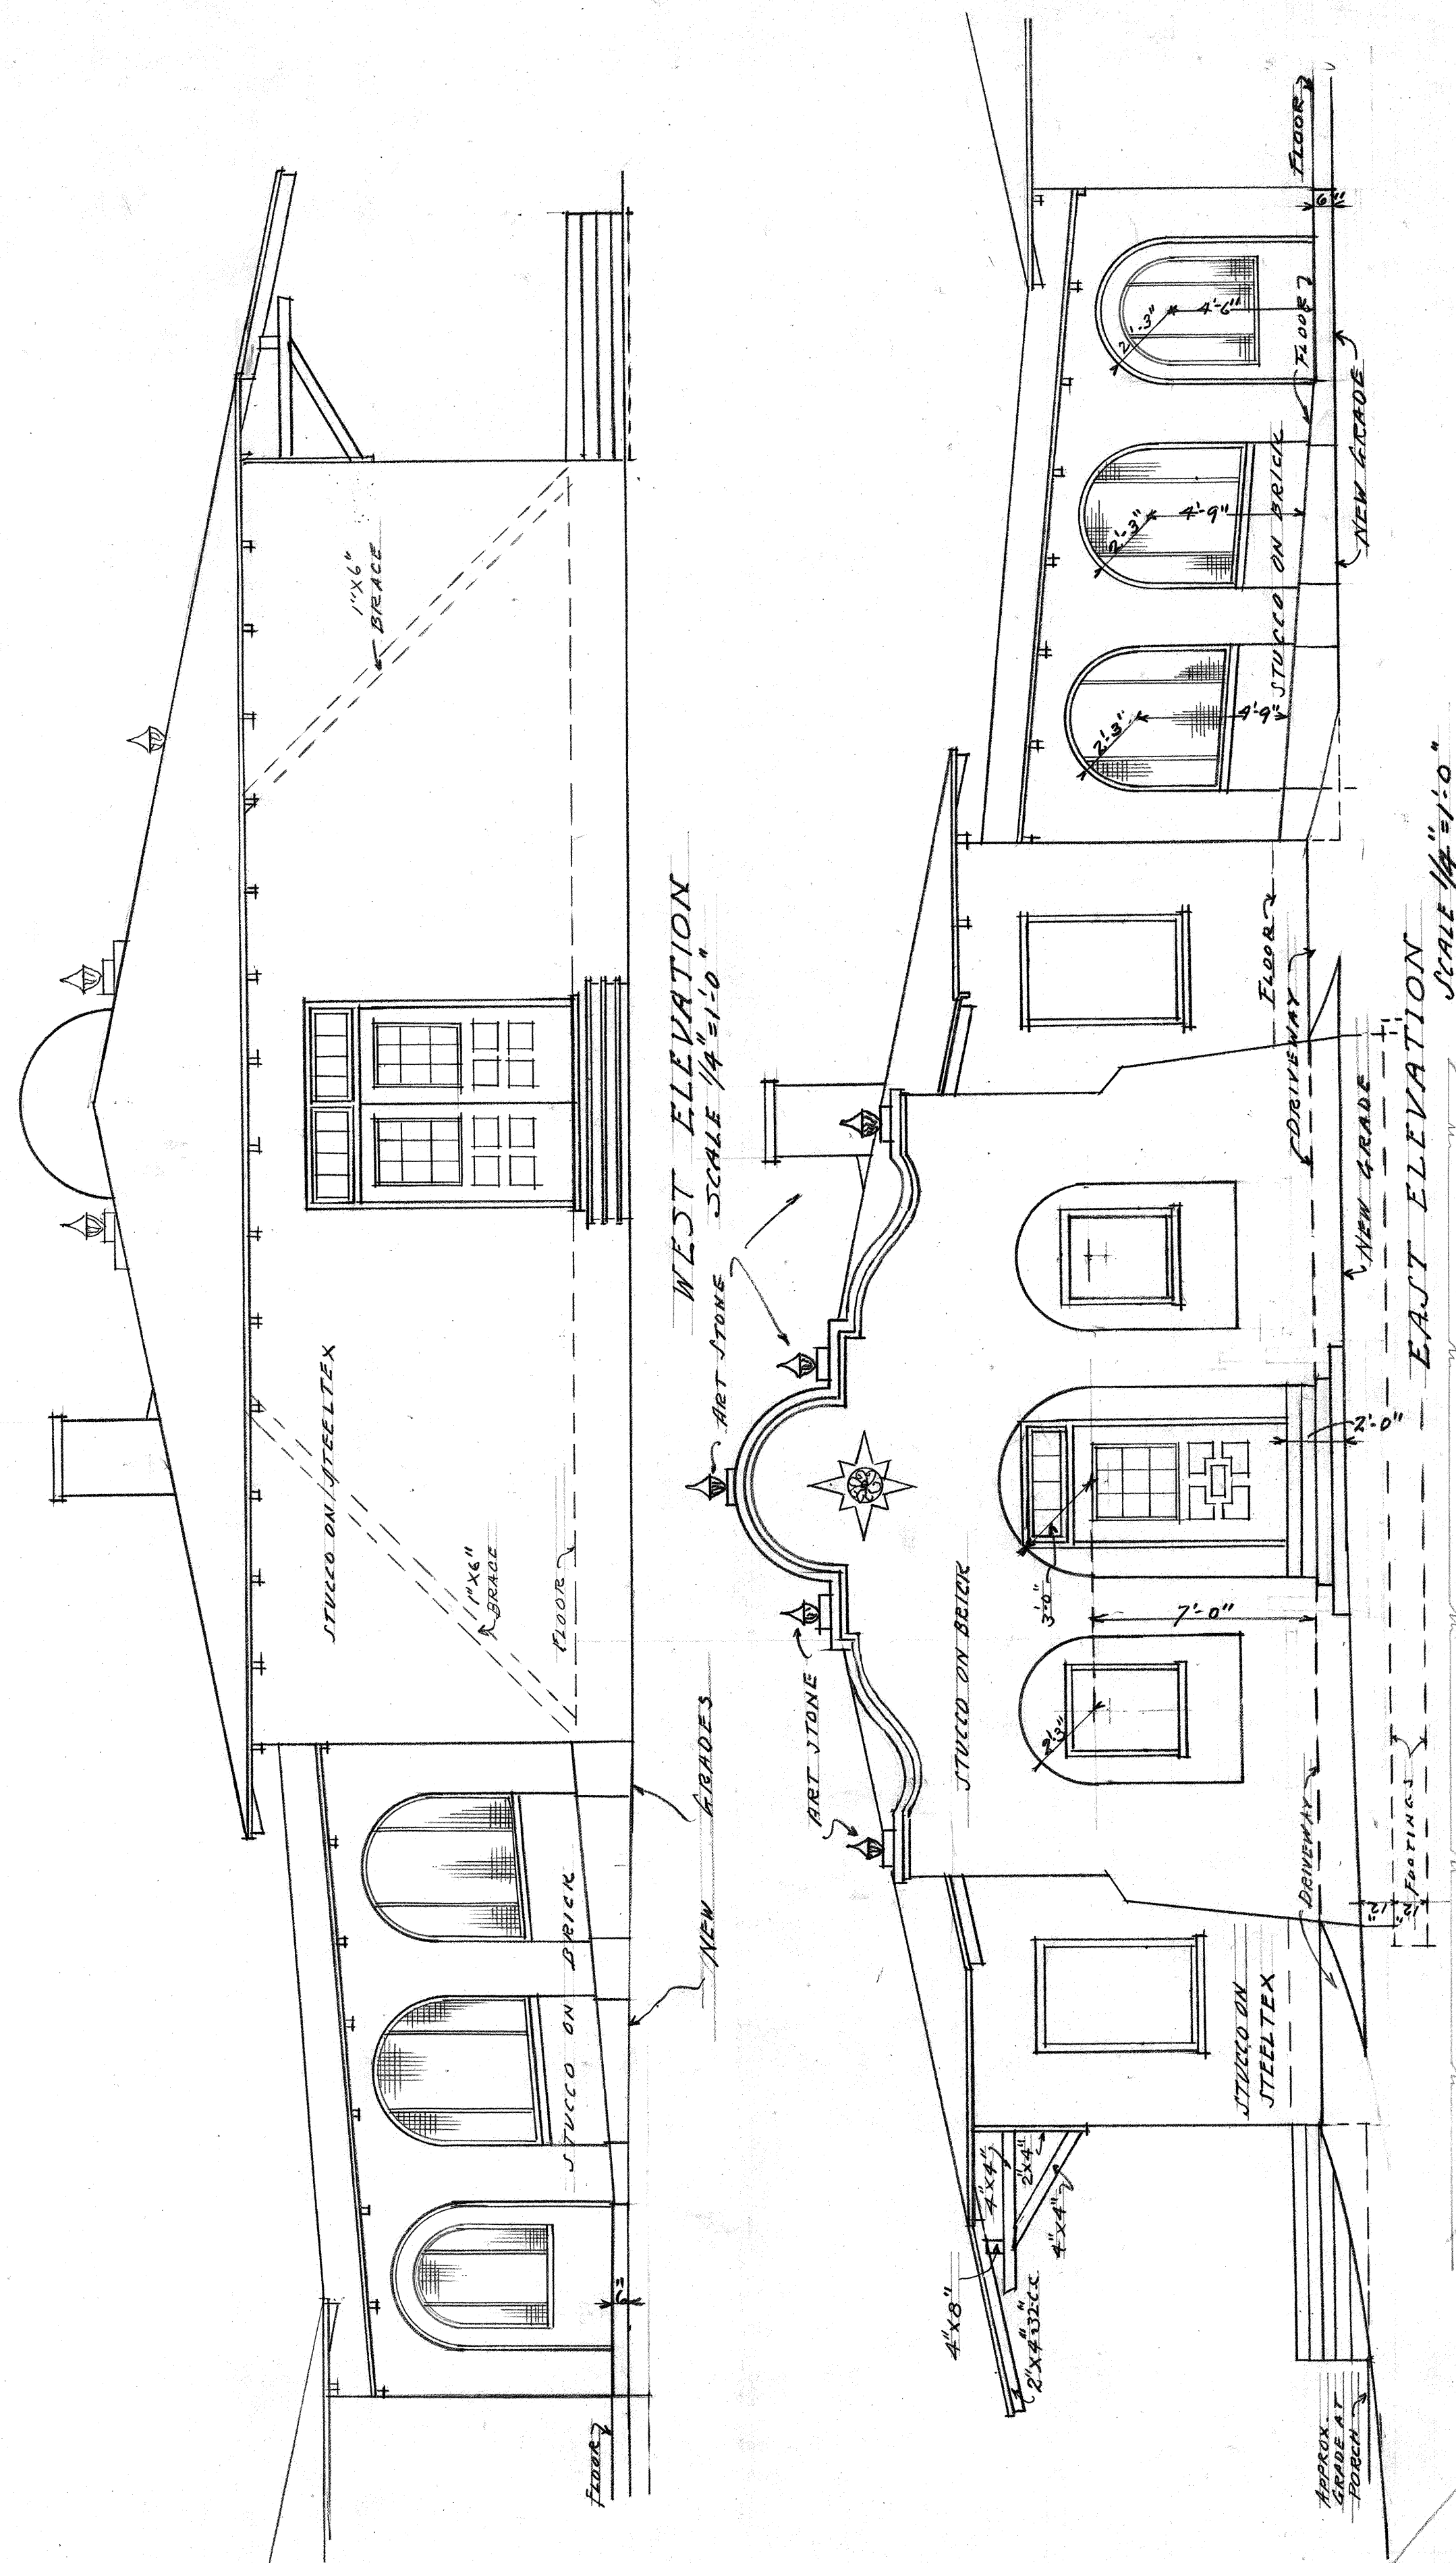 1"X6"
BRACE
STUCCO ON STEELTEX
1"X6"
BRACE
FLOOR
STUCCO ON BRICK
6"
FLOOR
NEW GRADES
WEST ELEVATION
SCALE 1/4"=1'-0"
ART STONE
ART STONE
STUCCO ON BRICK
3'-0"
7'-0"
2'-0"
2'-3"
STUCCO ON
STEELTEX
DRIVEWAY
12"
12"
FOOTINGS
4"X4"
2"X4"
4"X4"
4"X8"
2"X4"32"C.C.
APPROX.
GRADE AT
PORCH
FLOOR
DRIVEWAY
NEW GRADE
2'-3"
4'-9"
2'-3"
4'-9"
2'-3"
4'-6"
STUCCO ON BRICK
FLOOR
FLOOR
6"
NEW GRADE
EAST ELEVATION
SCALE 1/4"=1'-0"